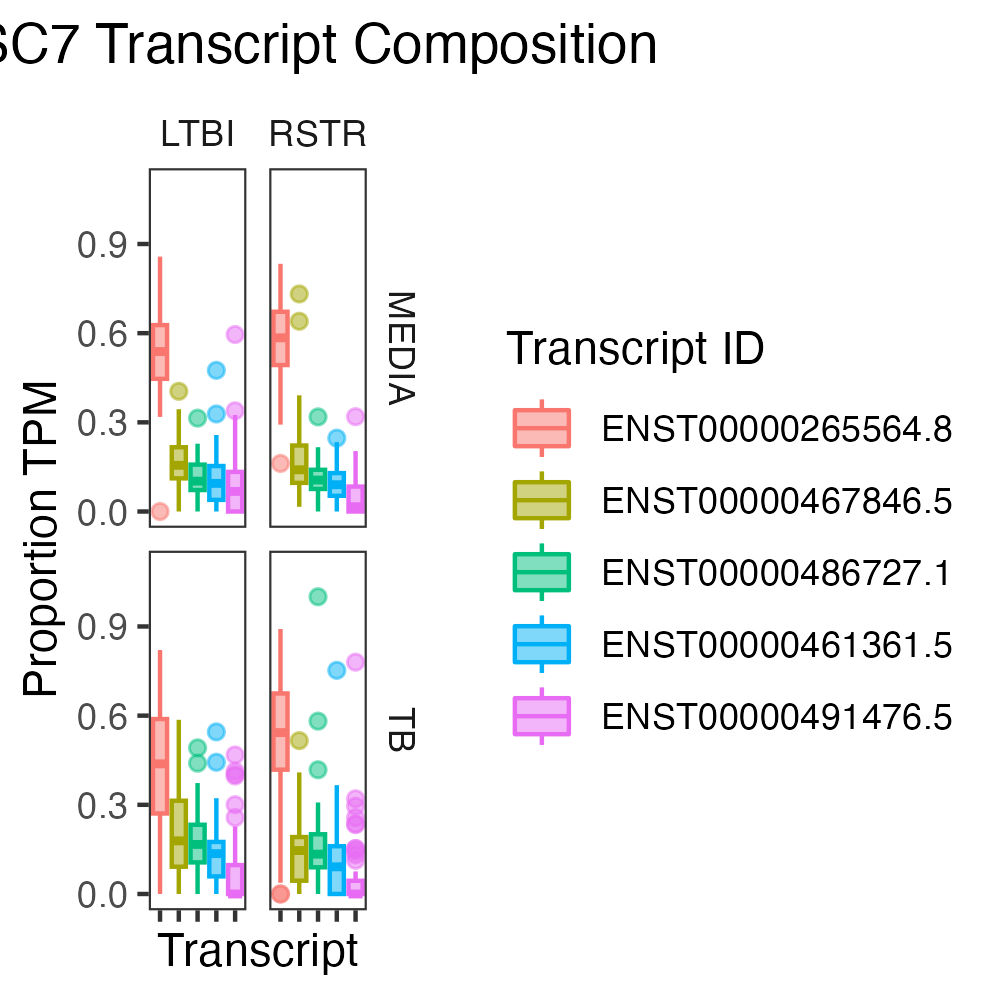 SC7 Transcript Composition
LTBI RSTR
0.9
0.6
0.3
0.0
MEDIA
0.9
0.6
0.3
0.0
TB
Proportion TPM
Transcript
Transcript ID
ENST00000265564.8
ENST00000467846.5
ENST00000486727.1
ENST00000461361.5
ENST00000491476.5